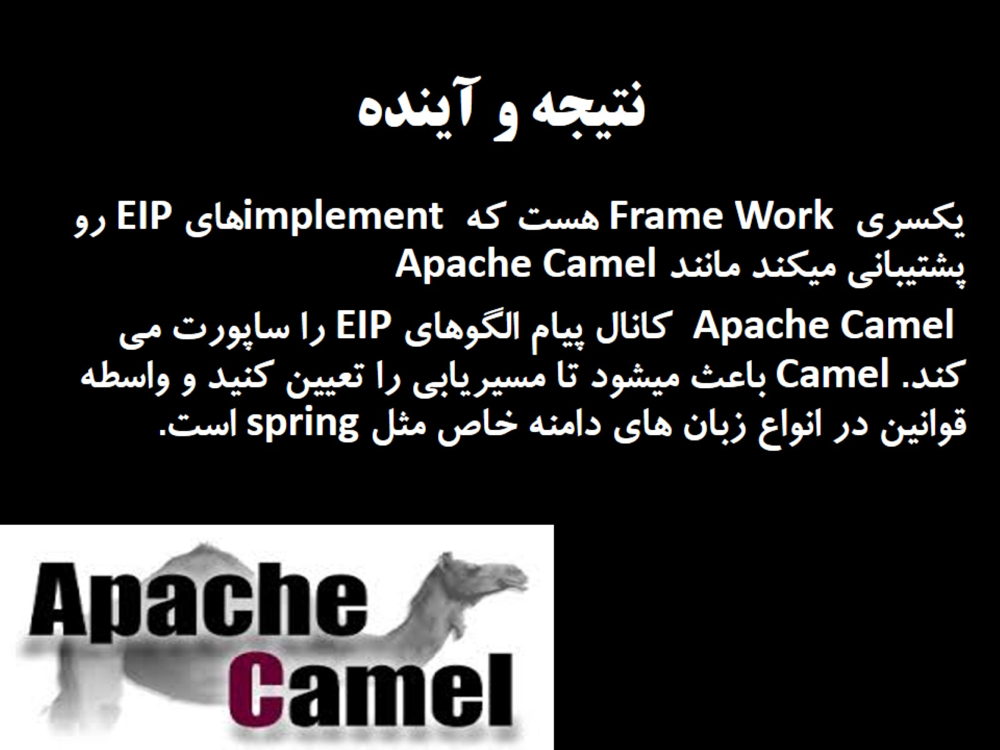 نتیجه و آینده
یکسری Frame Work هست که implementهای EIP رو
پشتیبانی میکند مانند Apache Camel
Apache Camel کانال پیام الگوهای EIP را ساپورت می
کند. Camel باعث میشود تا مسیریابی را تعیین کنید و واسطه
قوانین در انواع زبان های دامنه خاص مثل spring است.
Apache
Camel